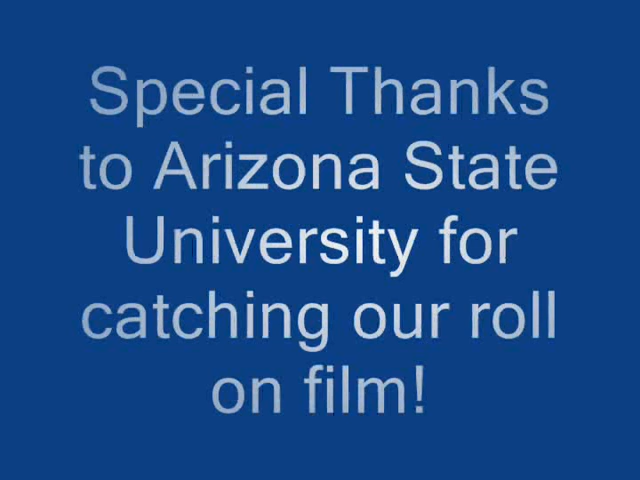 Special Thanks
to Arizona State
University for
catching our roll
on film!